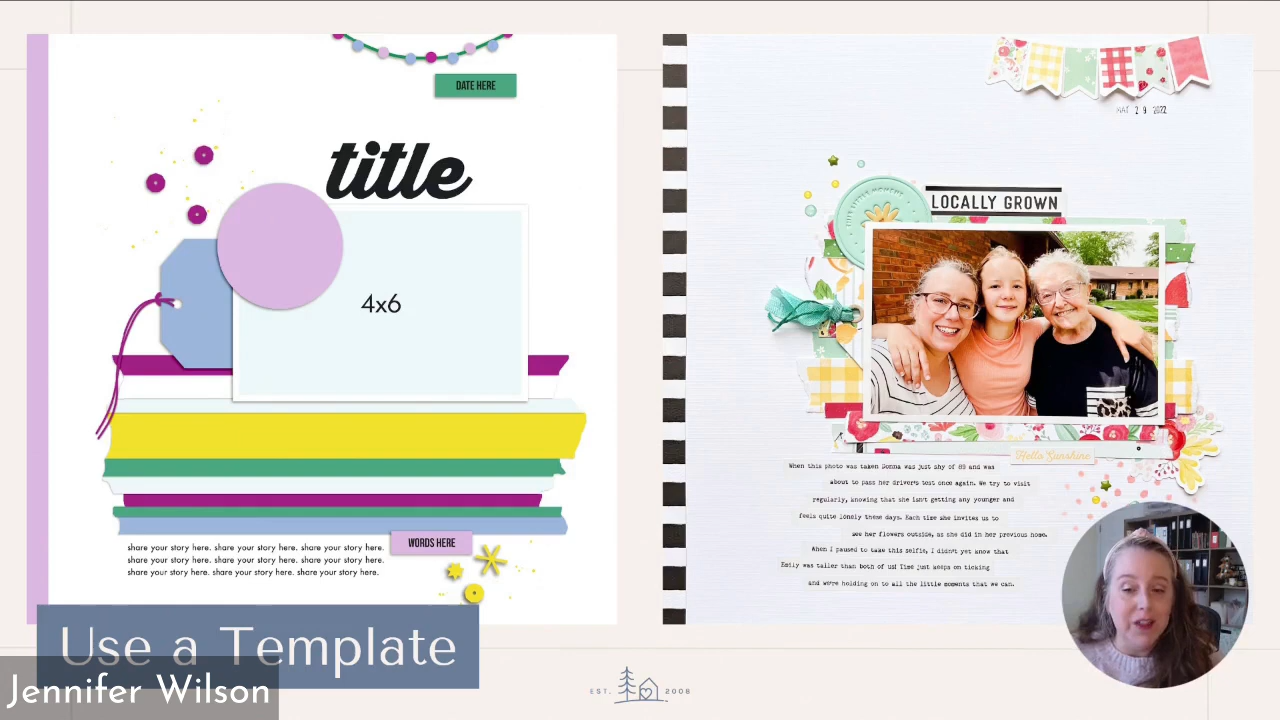 DATE HERE
title
4x6
WORDS HERE
share your story here. share your story here. share your story here.
share your story here. share your story here. share your story here.
share your story here. share your story here. share your story here.
Use a Template
Jennifer Wilson
MAY 29 2022
THIS LITTLE MOMENT
LOCALLY GROWN
Hello Sunshine
When this photo was taken Donna was just shy of 89 and was
about to pass her driver's test once again. We try to visit
regularly, knowing that she isn't getting any younger and
feels quite lonely these days. Each time she invites us to
see her flowers outside, as she did in her previous home.
When I paused to take this selfie, I didn't yet know that
Emily was taller than both of us! Time just keeps on ticking
and we're holding on to all the little moments that we can.
EST. 2008